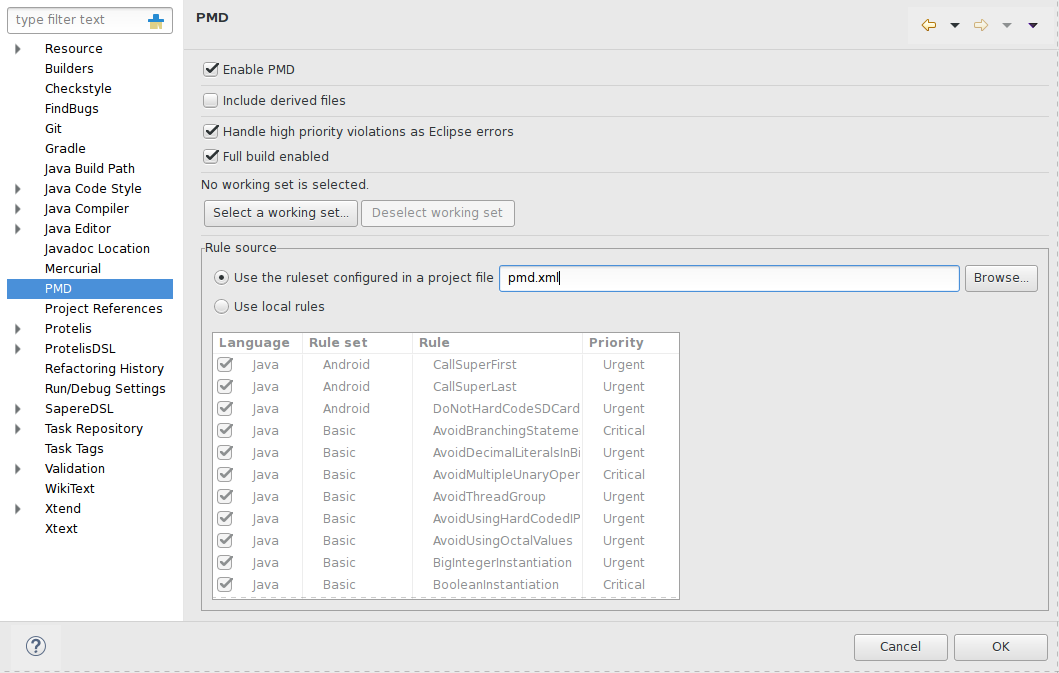 type filter text
Resource
Builders
Checkstyle
FindBugs
Git
Gradle
Java Build Path
Java Code Style
Java Compiler
Java Editor
Javadoc Location
Mercurial
PMD
Project References
Protelis
ProtelisDSL
Refactoring History
Run/Debug Settings
SapereDSL
Task Repository
Task Tags
Validation
WikiText
Xtend
Xtext
PMD
Enable PMD
Include derived files
Handle high priority violations as Eclipse errors
Full build enabled
No working set is selected.
Select a working set... Deselect working set
Rule source
Use the ruleset configured in a project file pmd.xml Browse...
Use local rules
Language Rule set Rule Priority
Java Android CallSuperFirst Urgent
Java Android CallSuperLast Urgent
Java Android DoNotHardCodeSDCard Urgent
Java Basic AvoidBranchingStateme Critical
Java Basic AvoidDecimalLiteralsInBi Urgent
Java Basic AvoidMultipleUnaryOper Critical
Java Basic AvoidThreadGroup Urgent
Java Basic AvoidUsingHardCodedIP Urgent
Java Basic AvoidUsingOctalValues Urgent
Java Basic BigIntegerInstantiation Urgent
Java Basic BooleanInstantiation Critical
? Cancel OK